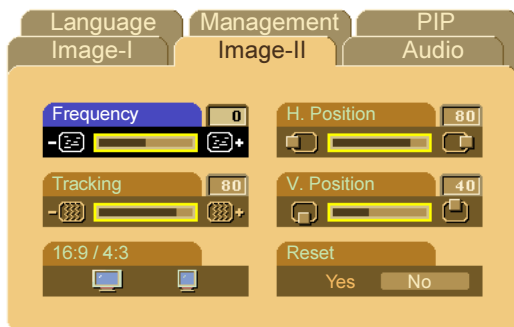 Language Management PIP
Image-I Image-II Audio
Frequency 0
H. Position 80
- +
Tracking 80
V. Position 40
- +
16:9 / 4:3
Reset
Yes No